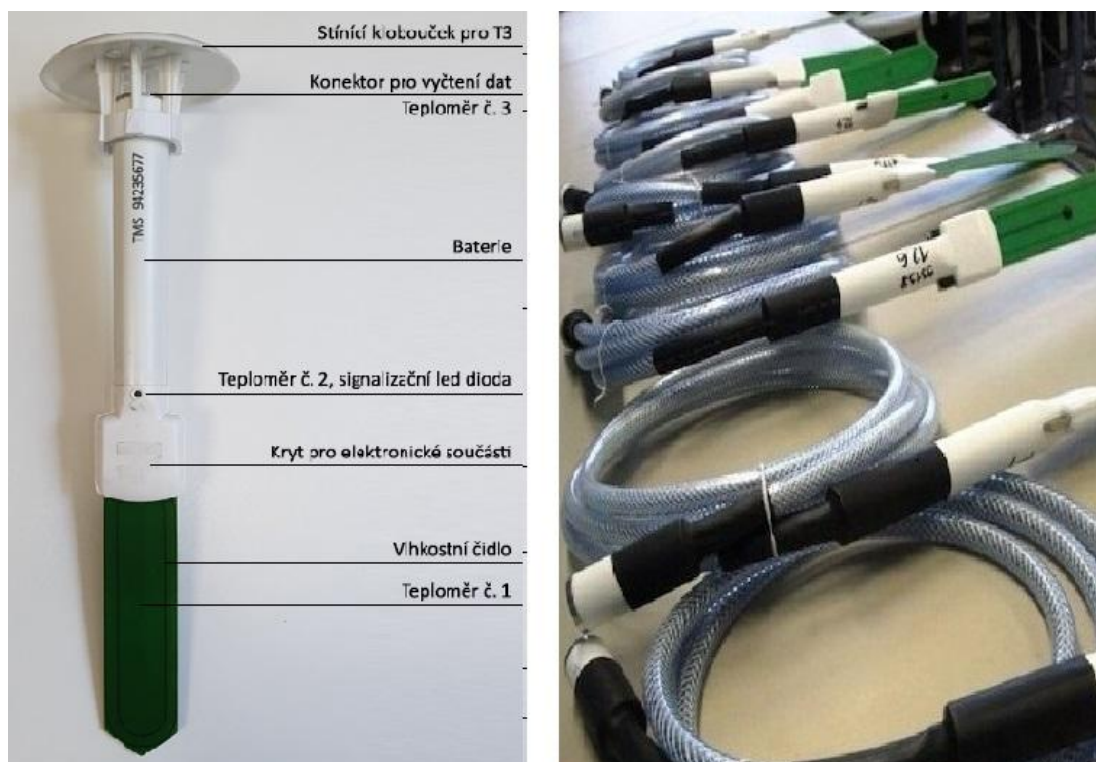 Stínící klobouček pro T3
Konektor pro vyčtení dat
Teploměr č. 3
TMS 94235677
Baterie
Teploměr č. 2, signalizační led dioda
Kryt pro elektronické součásti
Vlhkostní čidlo
Teploměr č. 1